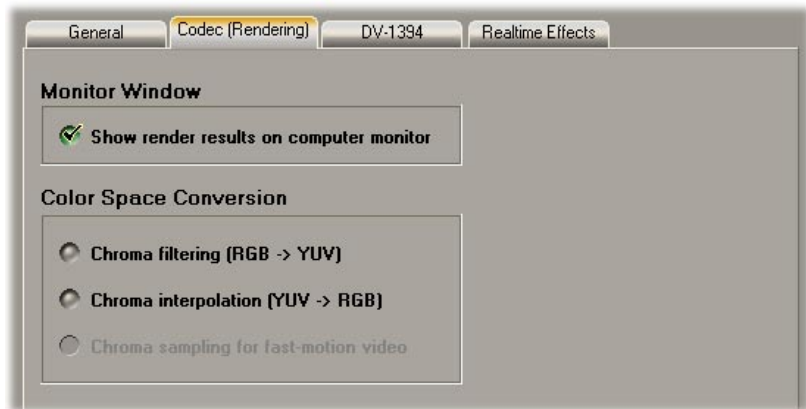 General
Codec (Rendering)
DV-1394
Realtime Effects
Monitor Window
Show render results on computer monitor
Color Space Conversion
Chroma filtering (RGB -> YUV)
Chroma interpolation (YUV -> RGB)
Chroma sampling for fast-motion video